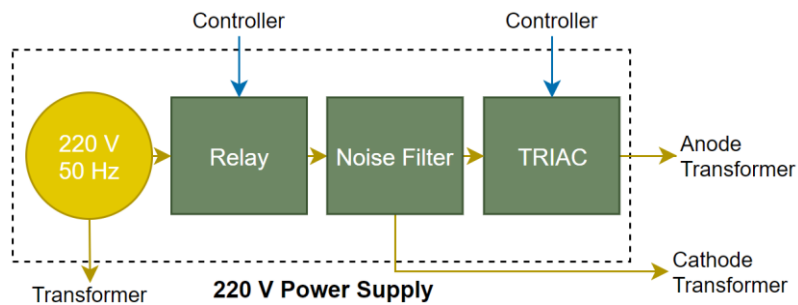 Controller
Controller
220 V
50 Hz
Relay
Noise Filter
TRIAC
Anode
Transformer
Cathode
Transformer
Transformer
220 V Power Supply